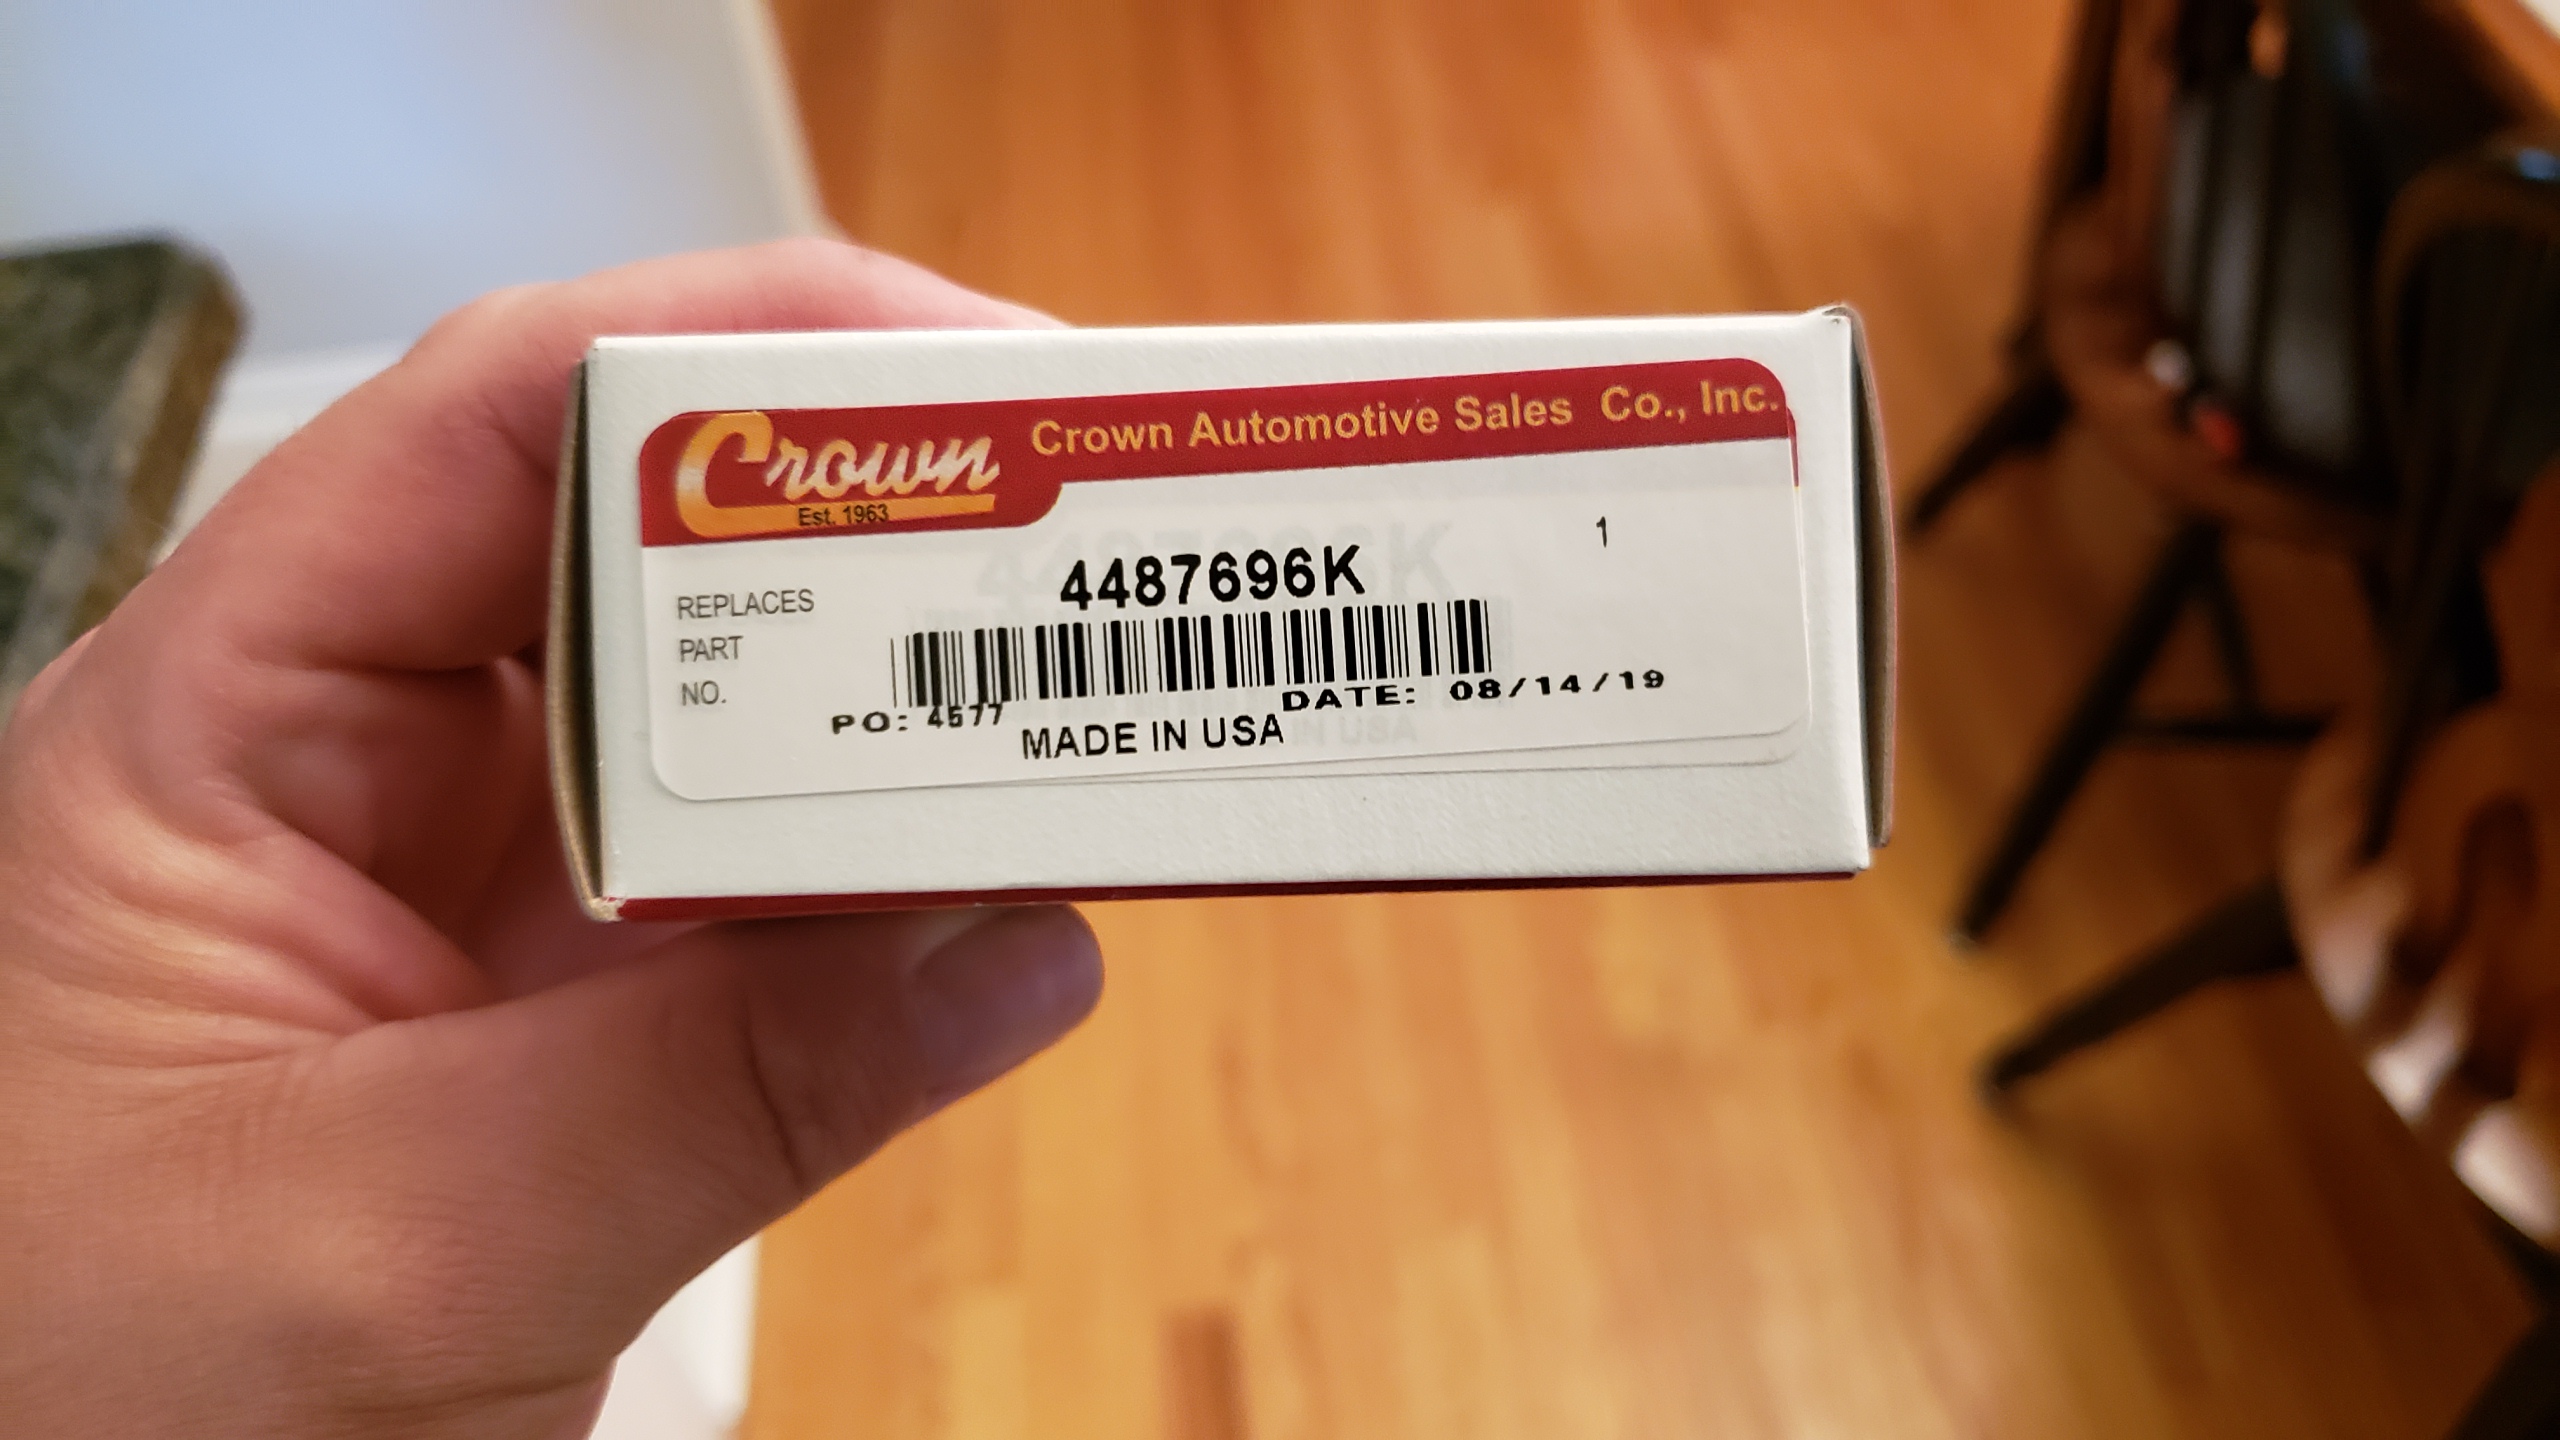 Crown
Est. 1963
Crown Automotive Sales Co., Inc.
1
4487696K
REPLACES
PART
NO.
PO: 4577
DATE: 08/14/19
MADE IN USA